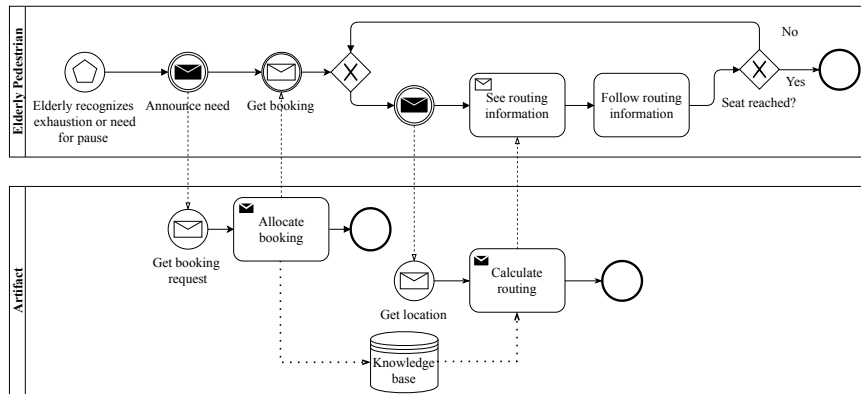 Elderly Pedestrian
No
Elderly recognizes
exhaustion or need
for pause
Announce need
Get booking
See routing
information
Follow routing
information
Yes
Seat reached?
Artifact
Get booking
request
Allocate
booking
Get location
Calculate
routing
Knowledge
base